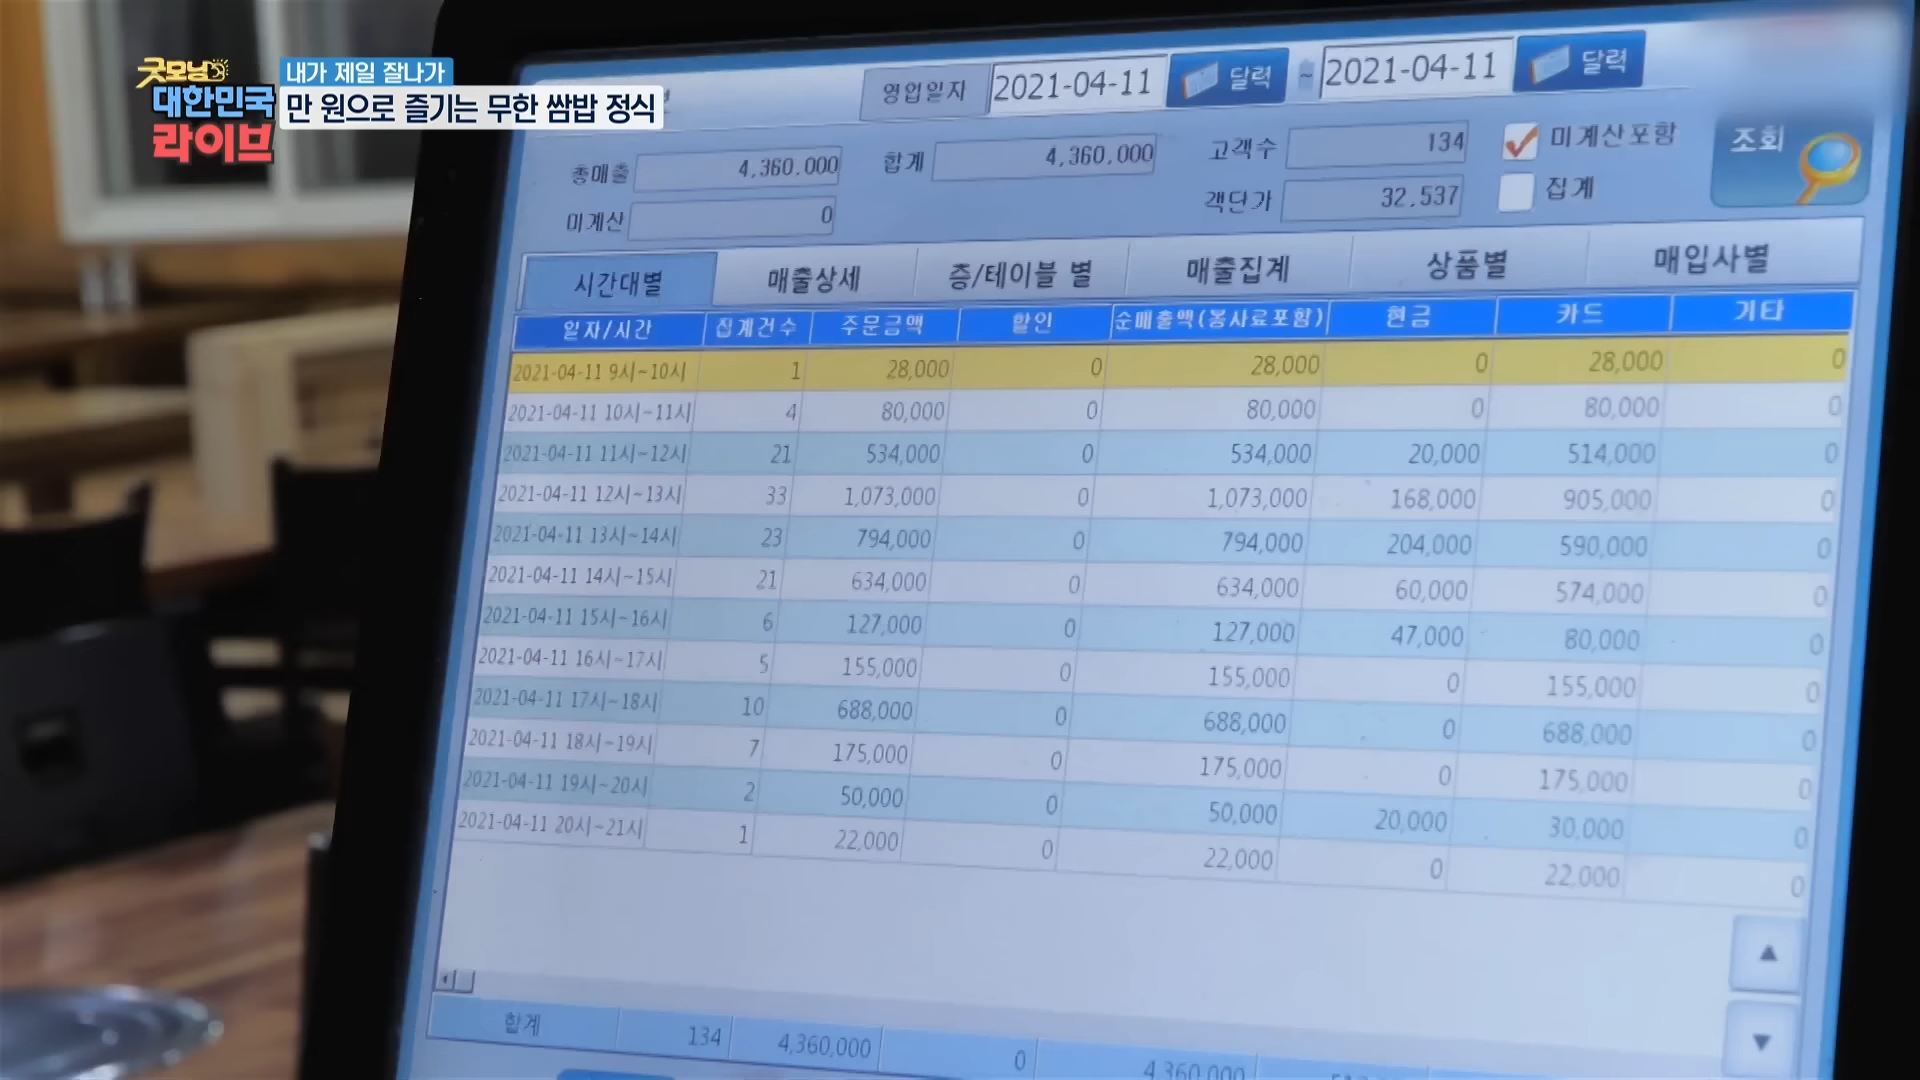 굿모닝
대한민국
라이브
내가 제일 잘나가
만 원으로 즐기는 무한 쌈밥 정식
영업일자 2021-04-11 달력 ~ 2021-04-11 달력
총매출 4,360,000 합계 4,360,000 고객수 134 미계산포함 조회
미계산 0 객단가 32,537 집계
시간대별 매출상세 층/테이블 별 매출집계 상품별 매입사별
일자/시간 집계건수 주문금액 할인 순매출액(봉사료포함) 현금 카드 기타
2021-04-11 9시~10시 1 28,000 0 28,000 0 28,000 0
2021-04-11 10시~11시 4 80,000 0 80,000 0 80,000 0
2021-04-11 11시~12시 21 534,000 0 534,000 20,000 514,000 0
2021-04-11 12시~13시 33 1,073,000 0 1,073,000 168,000 905,000 0
2021-04-11 13시~14시 23 794,000 0 794,000 204,000 590,000 0
2021-04-11 14시~15시 21 634,000 0 634,000 60,000 574,000 0
2021-04-11 15시~16시 6 127,000 0 127,000 47,000 80,000 0
2021-04-11 16시~17시 5 155,000 0 155,000 0 155,000 0
2021-04-11 17시~18시 10 688,000 0 688,000 0 688,000 0
2021-04-11 18시~19시 7 175,000 0 175,000 0 175,000 0
2021-04-11 19시~20시 2 50,000 0 50,000 20,000 30,000 0
2021-04-11 20시~21시 1 22,000 0 22,000 0 22,000 0
합계 134 4,360,000 0 4,360,000